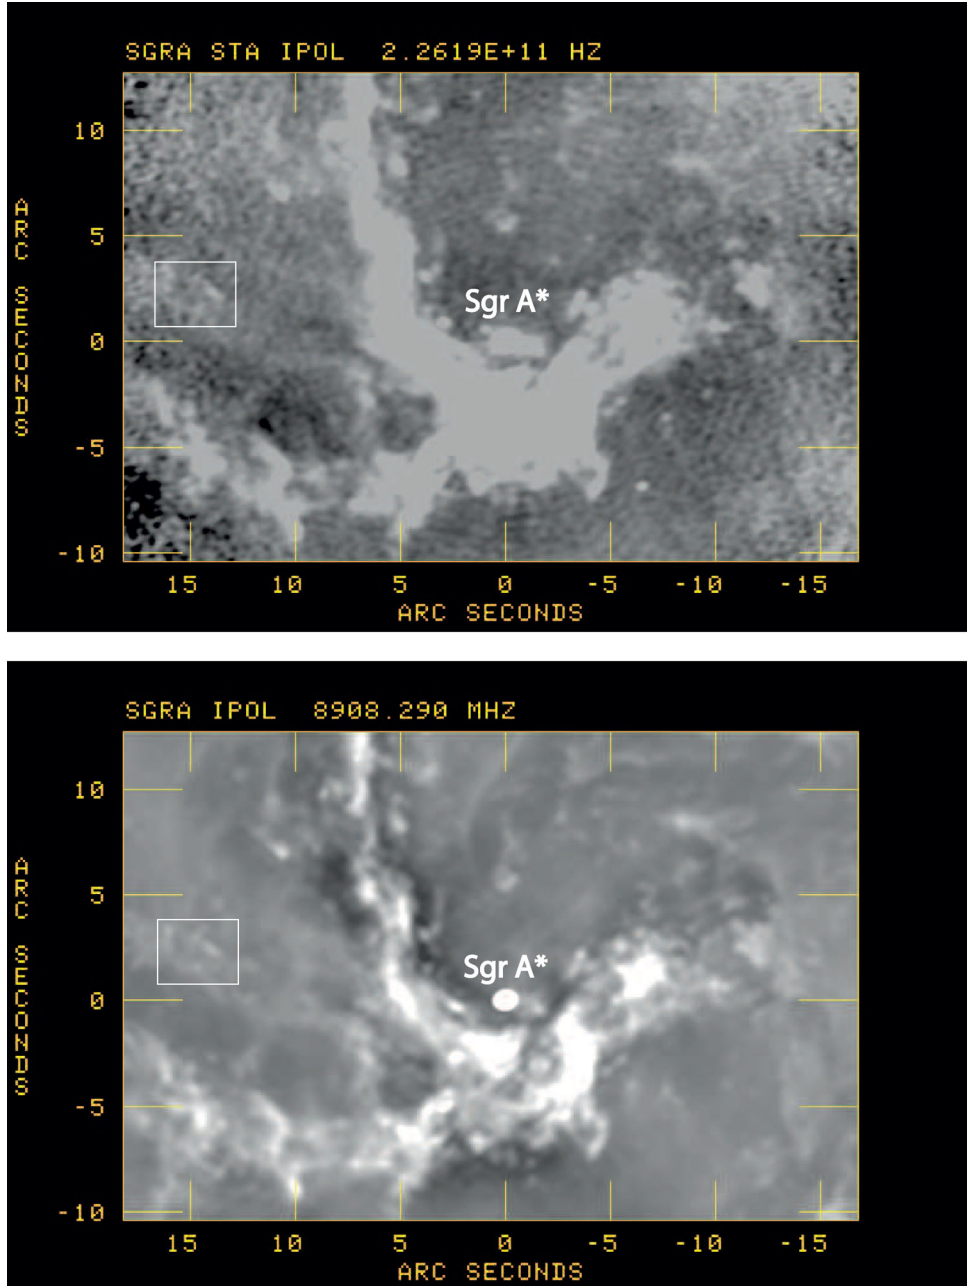 SGRA STA IPOL 2.2619E+11 HZ
10
5
0
-5
-10
ARC SECONDS
Sgr A*
15 10 5 0 -5 -10 -15
ARC SECONDS
SGRA IPOL 8908.290 MHZ
10
5
0
-5
-10
ARC SECONDS
Sgr A*
15 10 5 0 -5 -10 -15
ARC SECONDS